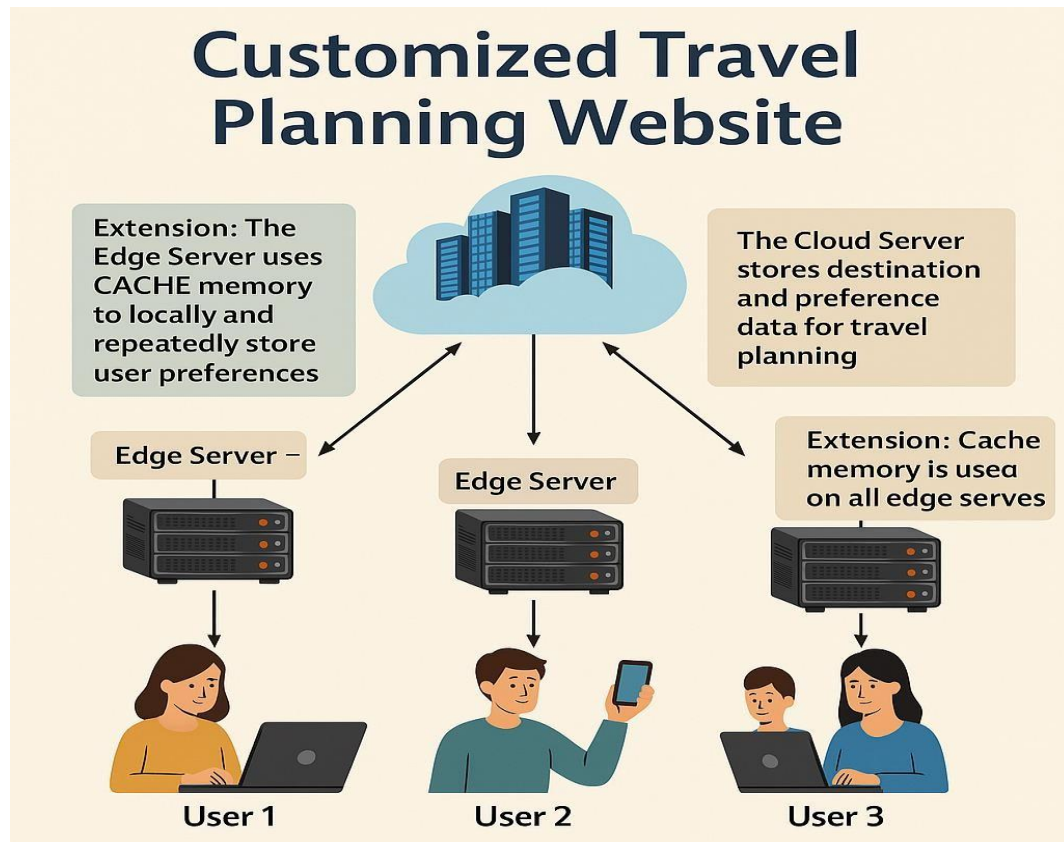 Customized Travel
Planning Website
Extension: The
Edge Server uses
CACHE memory
to locally and
repeatedly store
user preferences
The Cloud Server
stores destination
and preference
data for travel
planning
Edge Server –
Edge Server
Extension: Cache
memory is usea
on all edge serves
User 1
User 2
User 3